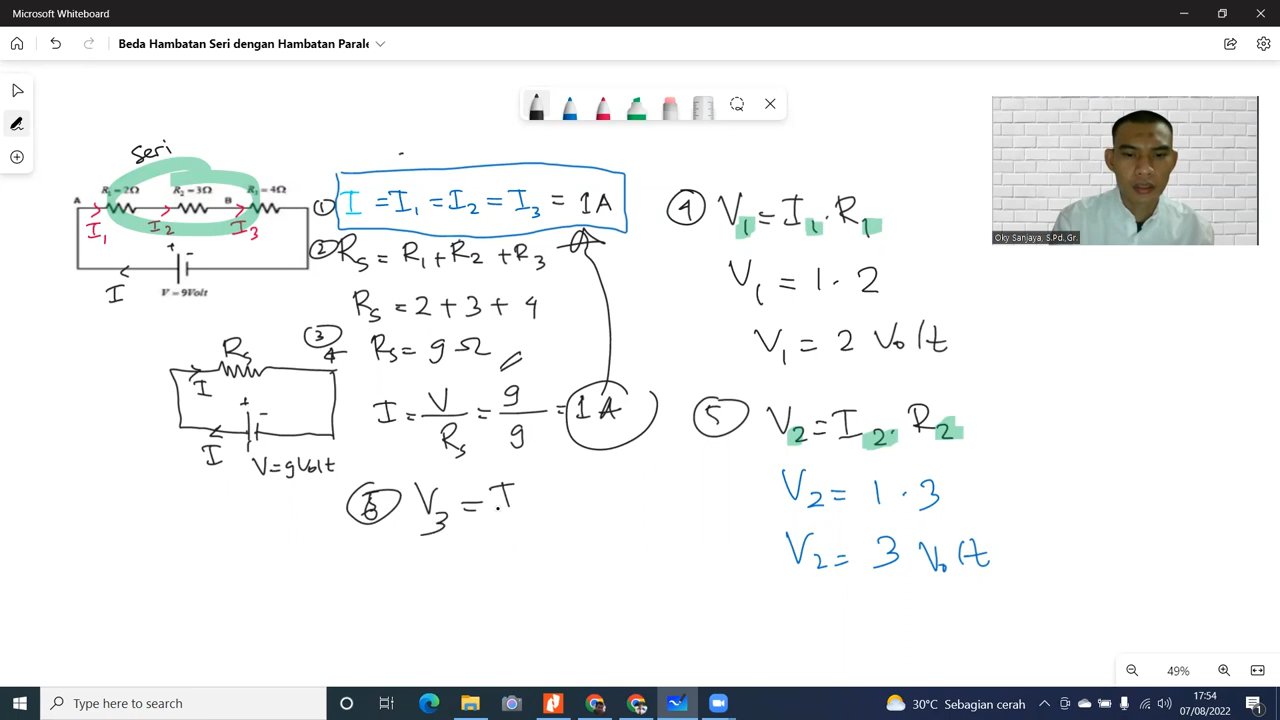 Microsoft Whiteboard
Beda Hambatan Seri dengan Hambatan Parale
Oky Sanjaya, S.Pd, Gr.
seri
R₁ = 2Ω R₂ = 3Ω R₃ = 4Ω
A B
I₁ I₂ I₃
+ -
I
V = 9Volt
Rs
I
+ -
I
V = 9Volt
① I = I₁ = I₂ = I₃ = 1A
② Rs = R₁ + R₂ + R₃
Rs = 2 + 3 + 4
③
Rs = 9 Ω
I = V/Rs = 9/9 = 1A
⑥ V₃ = I
④ V₁ = I₁ . R₁
V₁ = 1 . 2
V₁ = 2 Volt
⑤ V₂ = I₂ . R₂
V₂ = 1 . 3
V₂ = 3 Volt
49%
Type here to search
30°C Sebagian cerah
17:54
07/08/2022